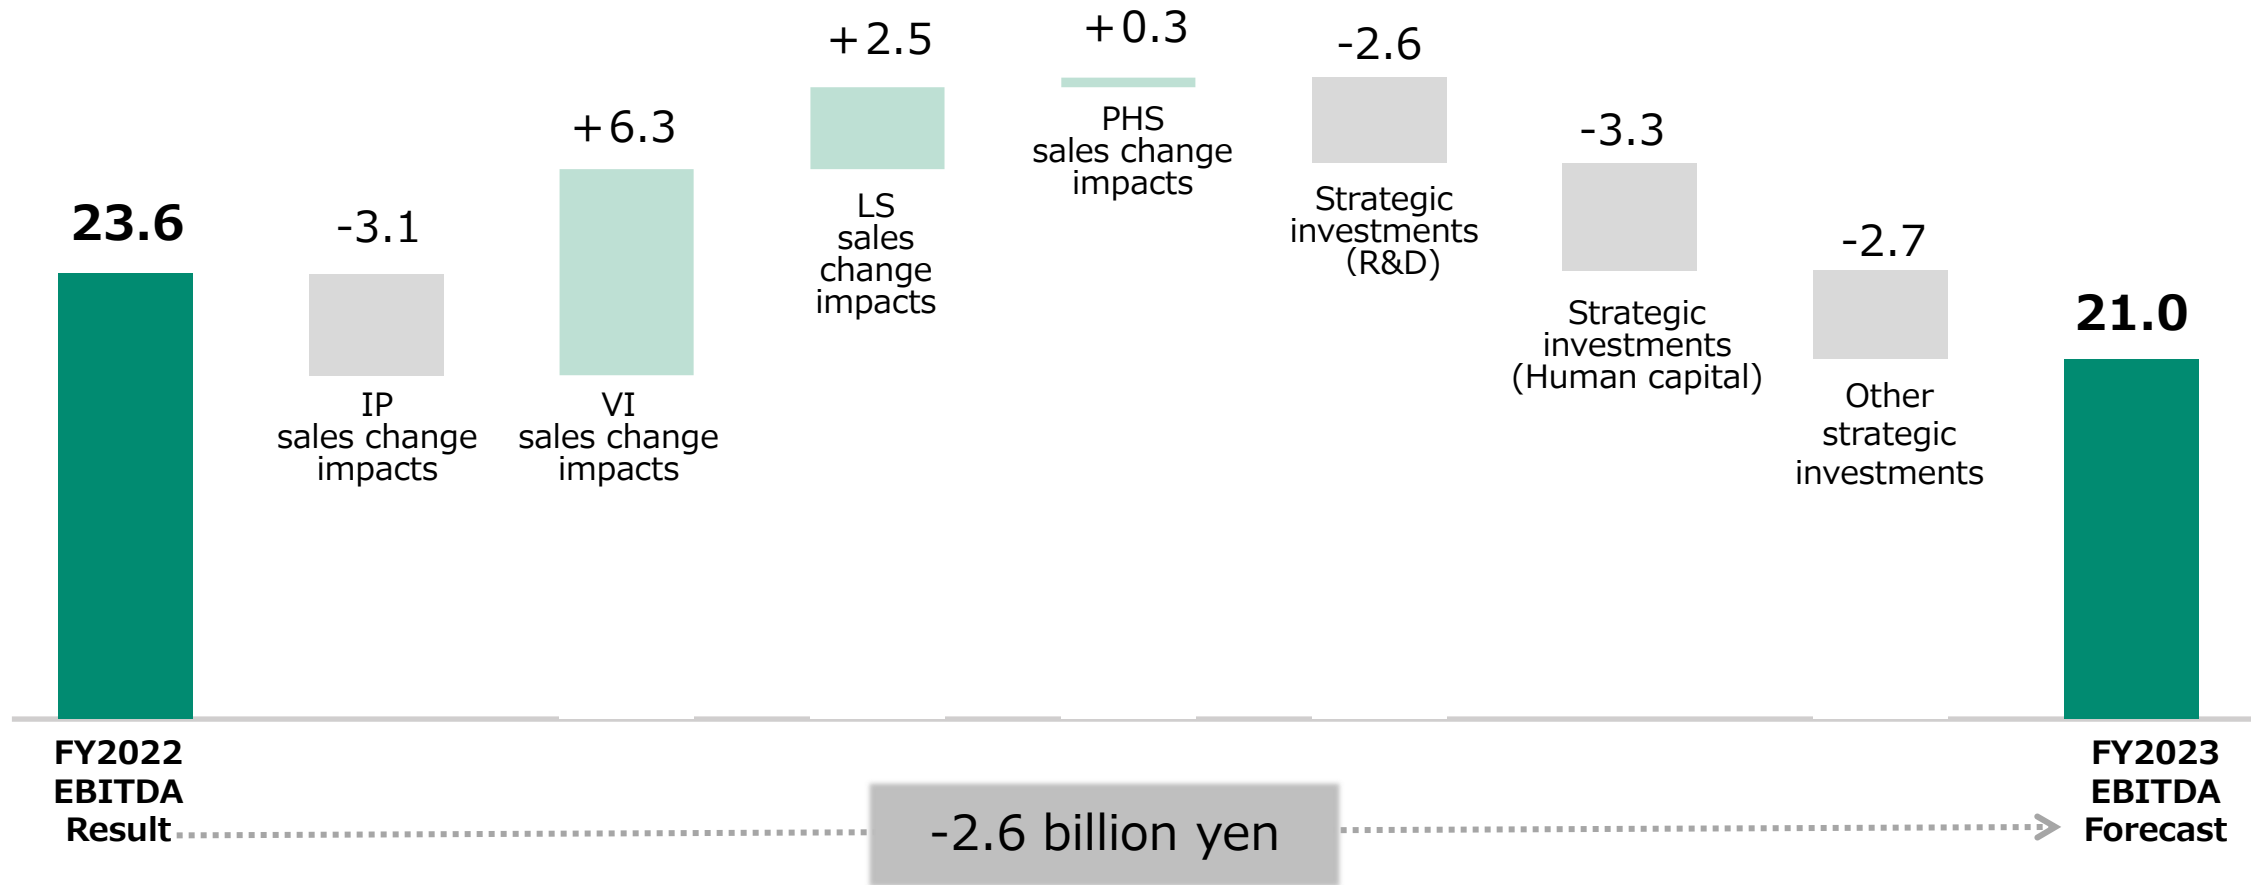 23.6
FY2022
EBITDA
Result
-3.1
IP
sales change
impacts
+6.3
VI
sales change
impacts
+2.5
LS
sales
change
impacts
+0.3
PHS
sales change
impacts
-2.6
Strategic
investments
(R&D)
-3.3
Strategic
investments
(Human capital)
-2.7
Other
strategic
investments
21.0
FY2023
EBITDA
Forecast
-2.6 billion yen